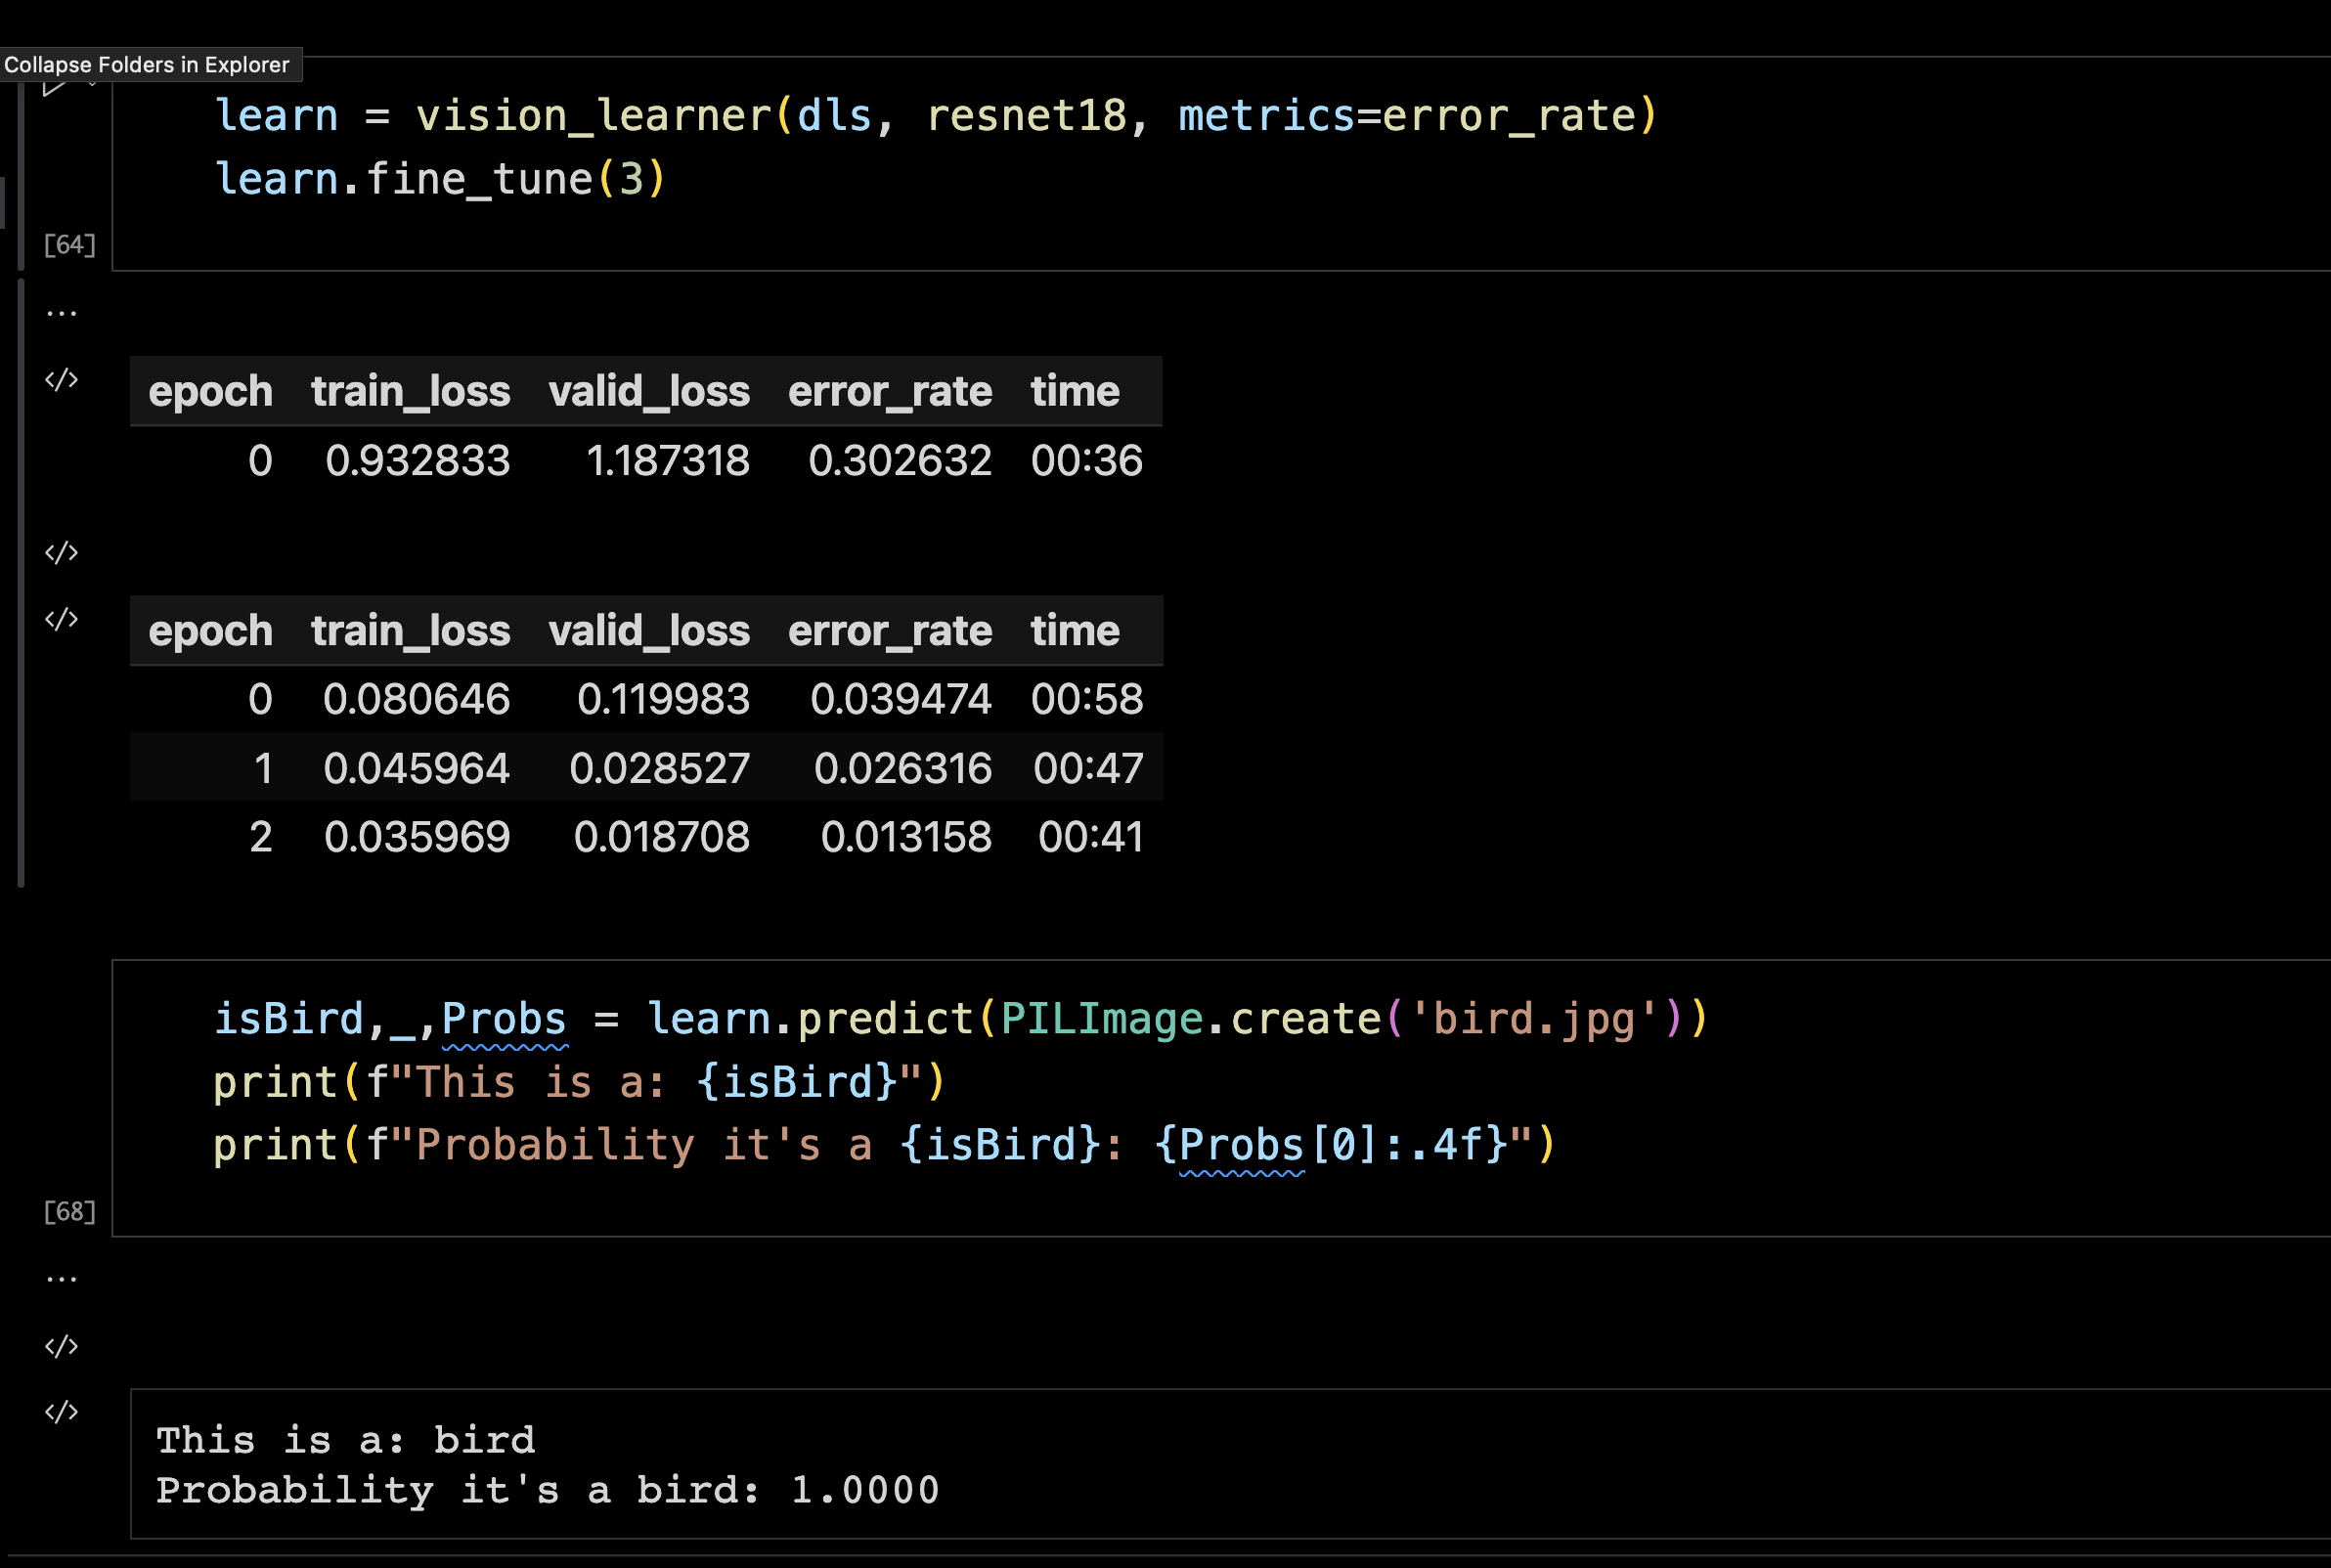 Collapse Folders in Explorer
learn = vision_learner(dls, resnet18, metrics=error_rate)
learn.fine_tune(3)
[64]
...
</>
epoch train_loss valid_loss error_rate time
0 0.932833 1.187318 0.302632 00:36
</>
</>
epoch train_loss valid_loss error_rate time
0 0.080646 0.119983 0.039474 00:58
1 0.045964 0.028527 0.026316 00:47
2 0.035969 0.018708 0.013158 00:41
isBird,_,Probs = learn.predict(PILImage.create('bird.jpg'))
print(f"This is a: {isBird}")
print(f"Probability it's a {isBird}: {Probs[0]:.4f}")
[68]
...
</>
</>
This is a: bird
Probability it's a bird: 1.0000